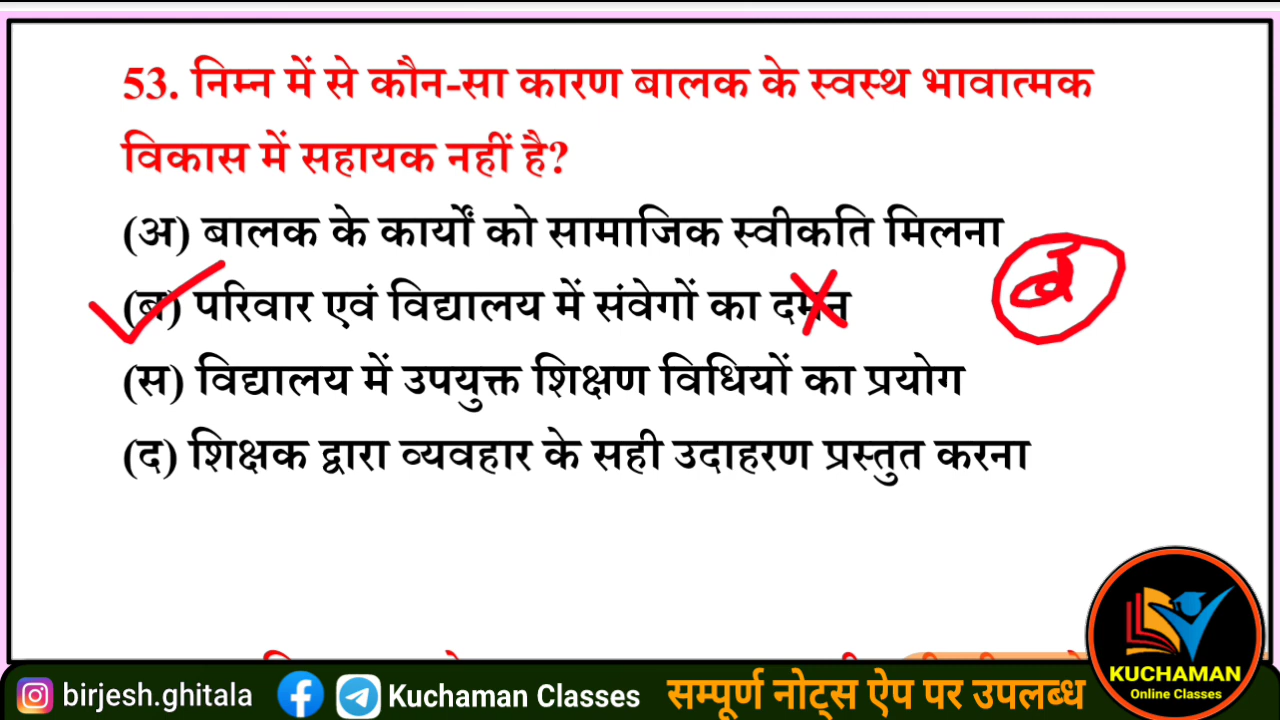 53. निम्न में से कौन-सा कारण बालक के स्वस्थ भावात्मक
विकास में सहायक नहीं है?
(अ) बालक के कार्यों को सामाजिक स्वीकति मिलना
(ब) परिवार एवं विद्यालय में संवेगों का दमन
ब
(स) विद्यालय में उपयुक्त शिक्षण विधियों का प्रयोग
(द) शिक्षक द्वारा व्यवहार के सही उदाहरण प्रस्तुत करना
KUCHAMAN
Online Classes
birjesh.ghitala
Kuchaman Classes
सम्पूर्ण नोट्स ऐप पर उपलब्ध